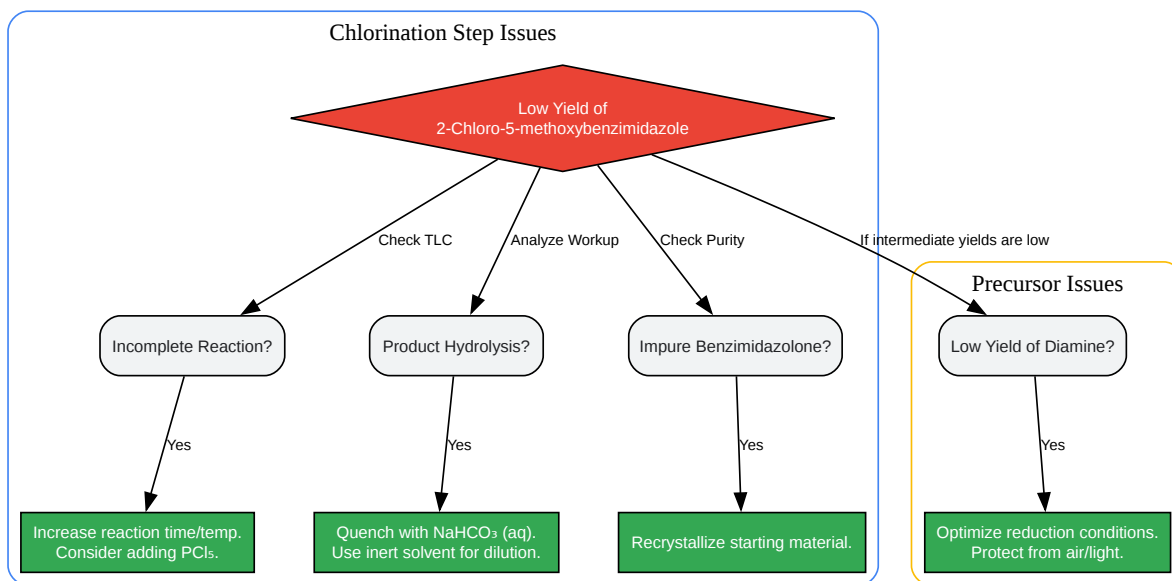 Chlorination Step Issues
Low Yield of
2-Chloro-5-methoxybenzimidazole
Check TLC
Analyze Workup
Check Purity
If intermediate yields are low
Precursor Issues
Incomplete Reaction?
Product Hydrolysis?
Impure Benzimidazolone?
Low Yield of Diamine?
Yes
Yes
Yes
Yes
Increase reaction time/temp.
Consider adding PCl₅.
Quench with NaHCO₃ (aq).
Use inert solvent for dilution.
Recrystallize starting material.
Optimize reduction conditions.
Protect from air/light.